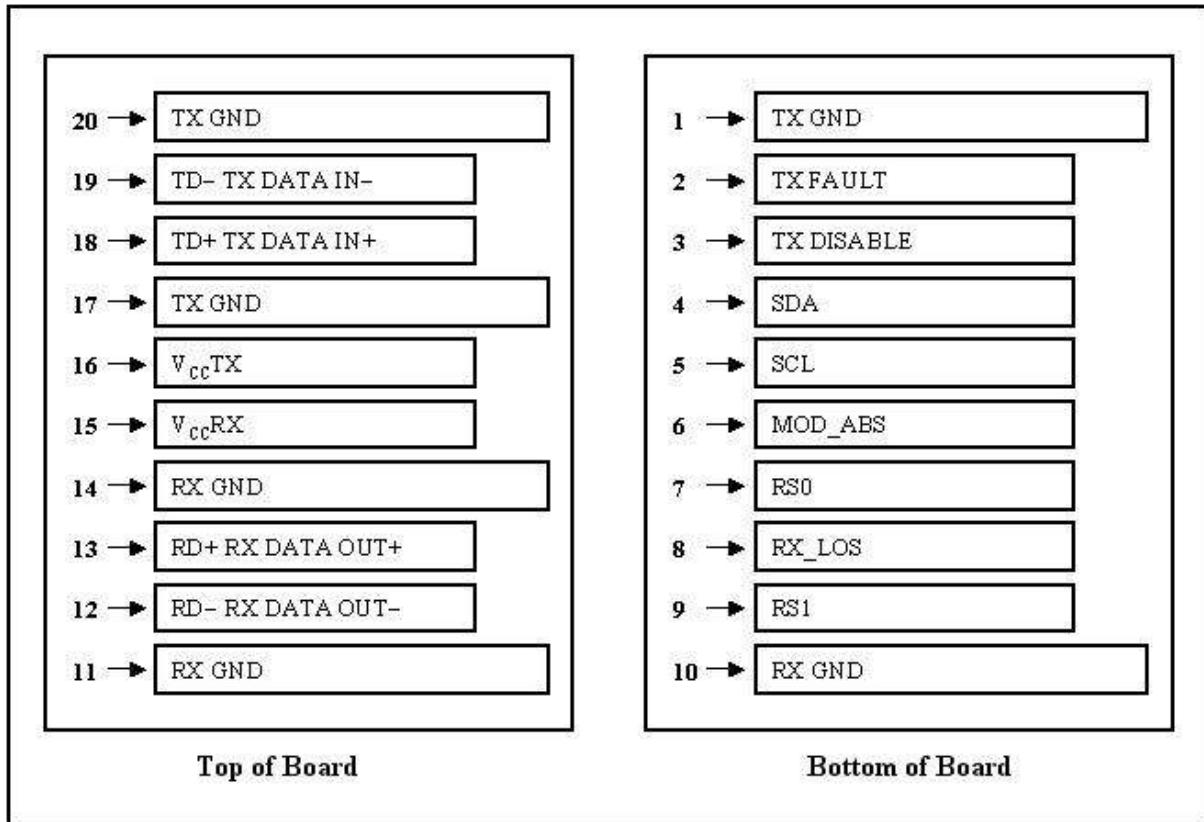 20 TX GND
19 TD– TX DATA IN–
18 TD+ TX DATA IN+
17 TX GND
16 VCCTX
15 VCCRX
14 RX GND
13 RD+ RX DATA OUT+
12 RD– RX DATA OUT–
11 RX GND
Top of Board
1 TX GND
2 TX FAULT
3 TX DISABLE
4 SDA
5 SCL
6 MOD_ABS
7 RS0
8 RX_LOS
9 RS1
10 RX GND
Bottom of Board